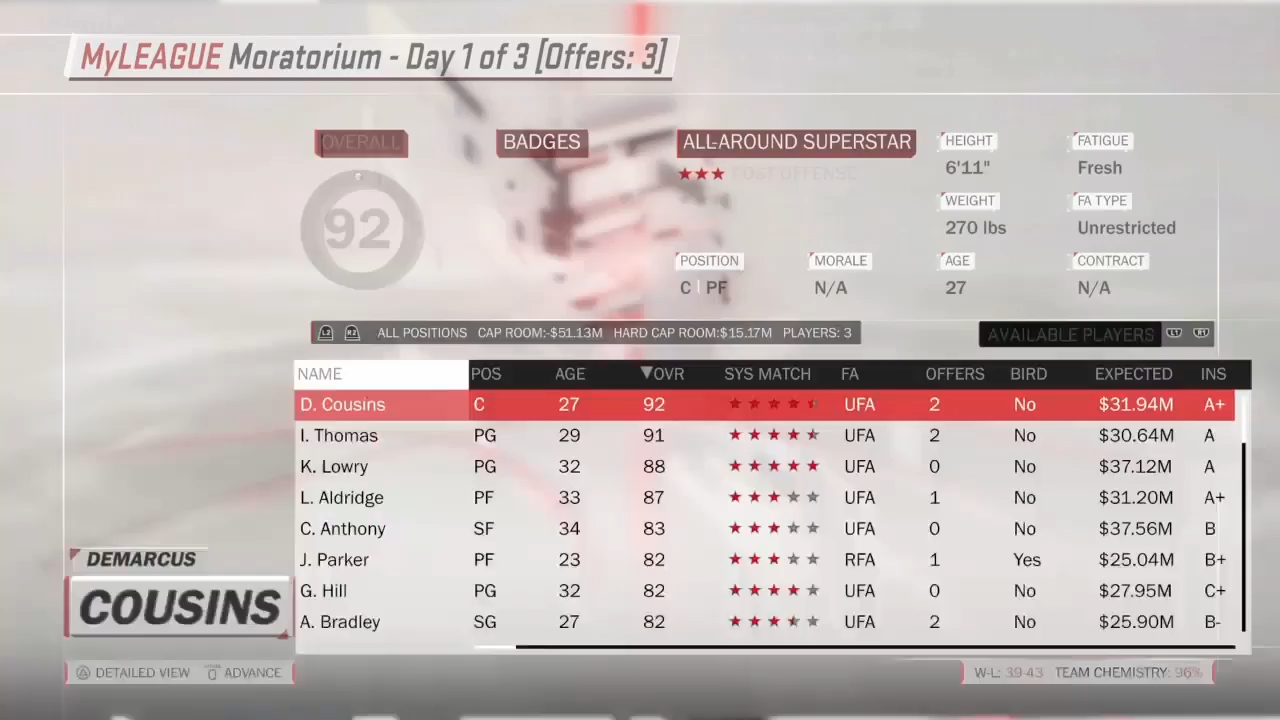 MyLEAGUE Moratorium - Day 1 of 3 [Offers: 3]
OVERALL
92
BADGES
ALL-AROUND SUPERSTAR
POST OFFENSE
HEIGHT
6'11"
FATIGUE
Fresh
WEIGHT
270 lbs
FA TYPE
Unrestricted
POSITION
C | PF
MORALE
N/A
AGE
27
CONTRACT
N/A
L2 R2 ALL POSITIONS CAP ROOM:-$51.13M HARD CAP ROOM:$15.17M PLAYERS: 3
AVAILABLE PLAYERS L1 R1
NAME POS AGE OVR SYS MATCH FA OFFERS BIRD EXPECTED INS
D. Cousins C 27 92 UFA 2 No $31.94M A+
I. Thomas PG 29 91 UFA 2 No $30.64M A
K. Lowry PG 32 88 UFA 0 No $37.12M A
L. Aldridge PF 33 87 UFA 1 No $31.20M A+
C. Anthony SF 34 83 UFA 0 No $37.56M B
J. Parker PF 23 82 RFA 1 Yes $25.04M B+
G. Hill PG 32 82 UFA 0 No $27.95M C+
A. Bradley SG 27 82 UFA 2 No $25.90M B-
DEMARCUS
COUSINS
DETAILED VIEW ADVANCE
W-L: 39-43 TEAM CHEMISTRY: 96%